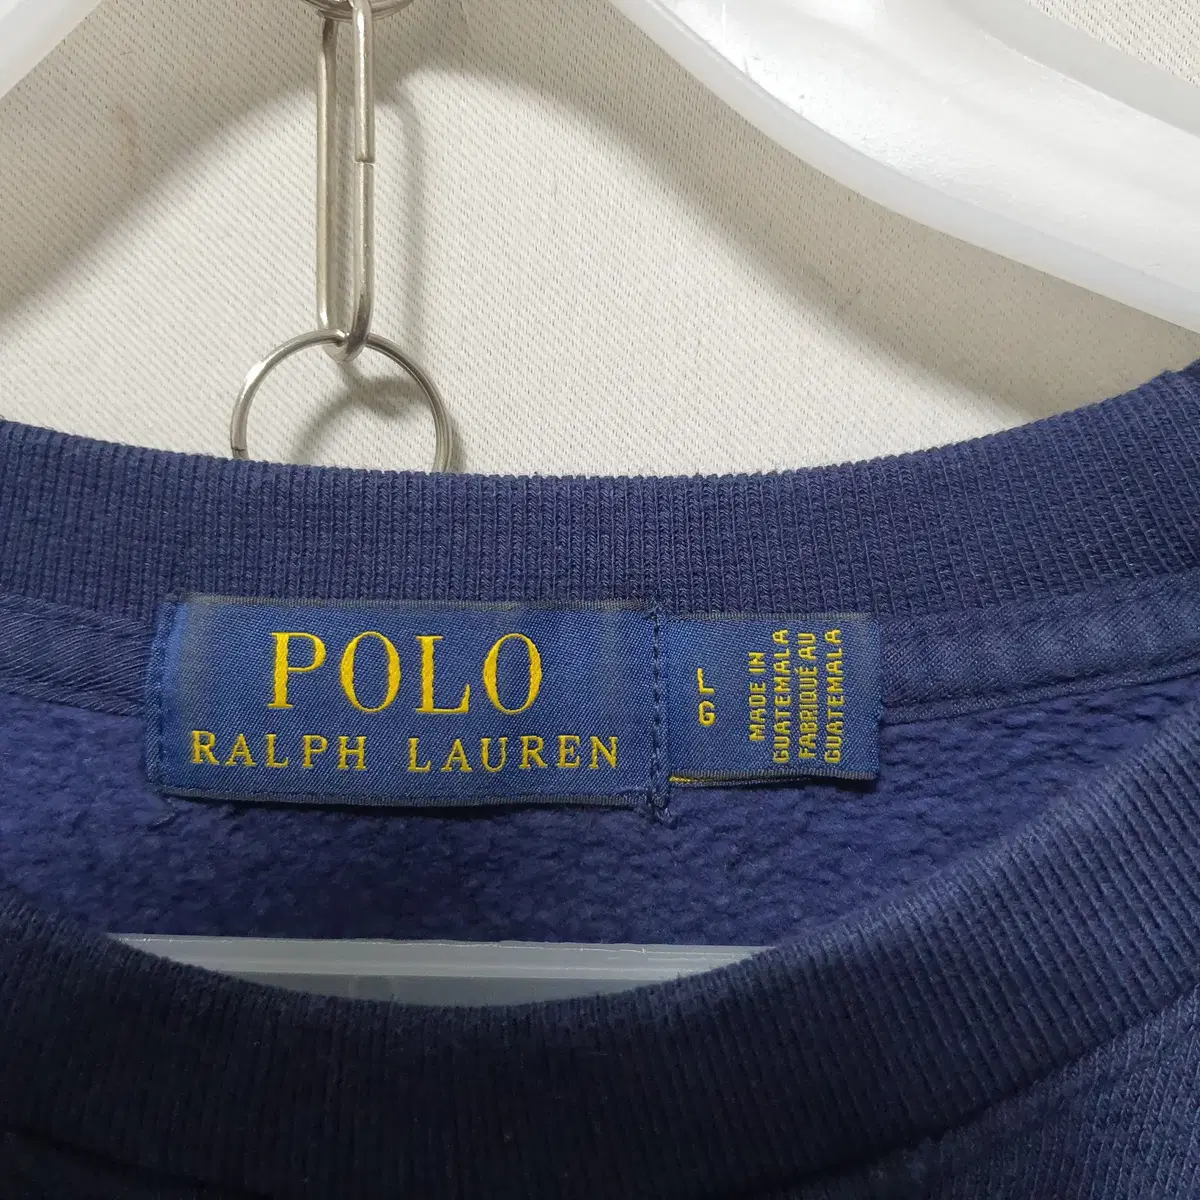 POLO
RALPH LAUREN
L
G
MADE IN
GUATEMALA
FABRIQUÉ AU
GUATEMALA